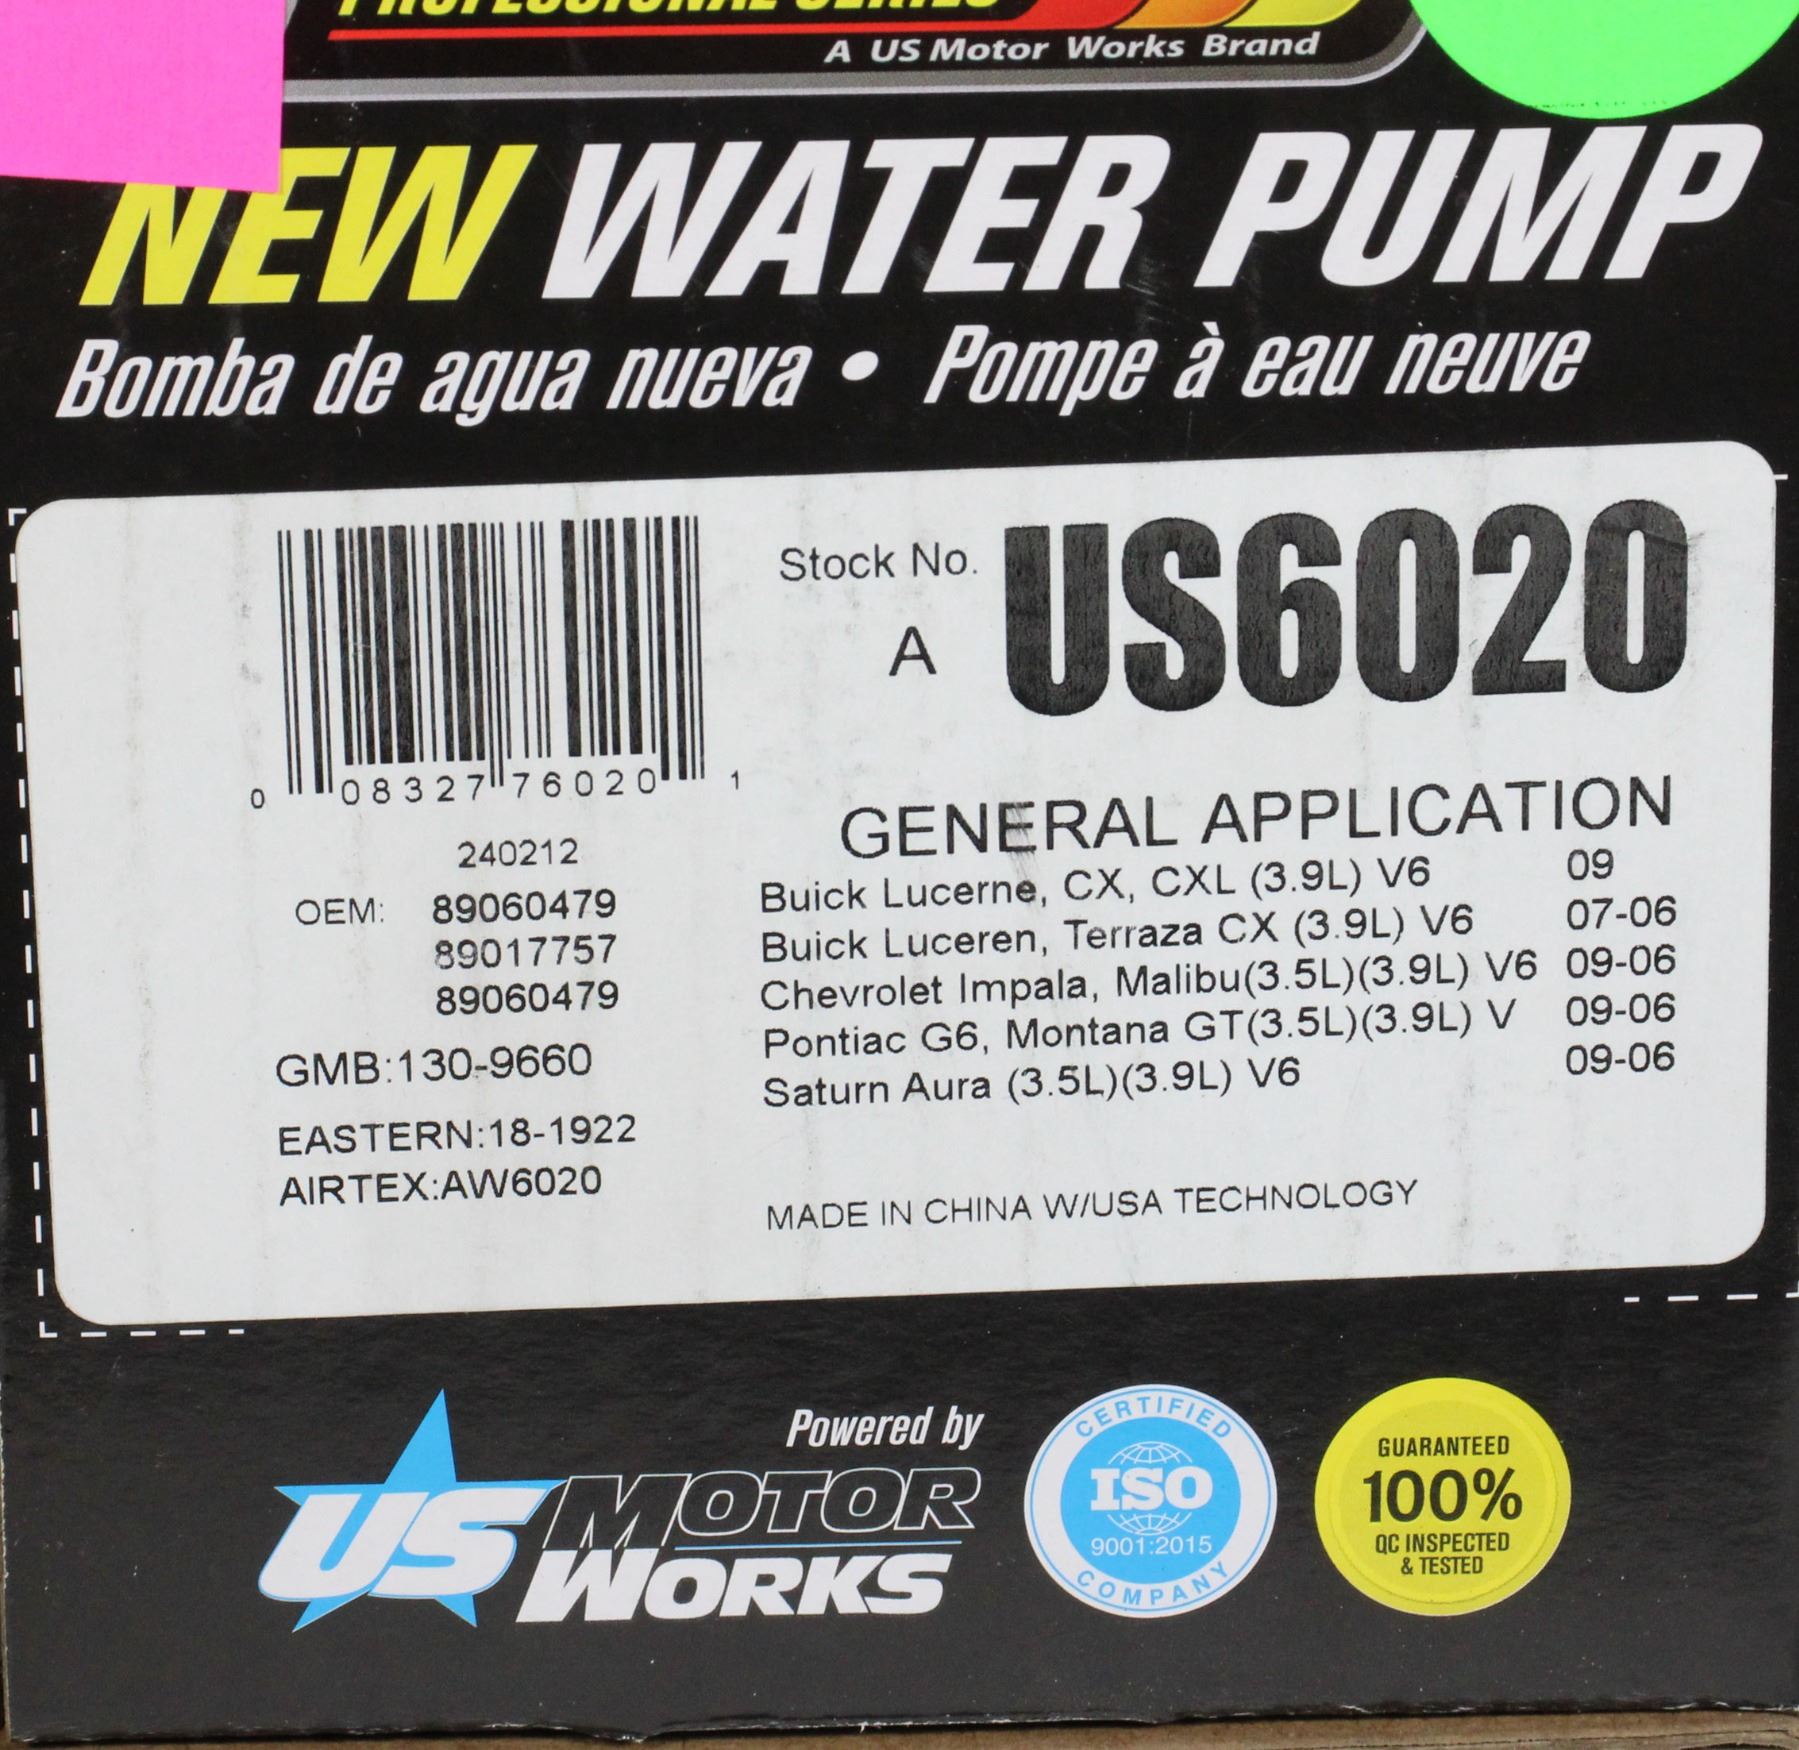 PROFESSIONAL SERIES
A US Motor Works Brand
NEW WATER PUMP
Bomba de agua nueva • Pompe à eau neuve
Stock No. US6020
A
0 08327 76020 1
240212
OEM: 89060479
89017757
89060479
GMB:130-9660
EASTERN:18-1922
AIRTEX:AW6020
GENERAL APPLICATION
Buick Lucerne, CX, CXL (3.9L) V6 09
Buick Luceren, Terraza CX (3.9L) V6 07-06
Chevrolet Impala, Malibu(3.5L)(3.9L) V6 09-06
Pontiac G6, Montana GT(3.5L)(3.9L) V 09-06
Saturn Aura (3.5L)(3.9L) V6 09-06
MADE IN CHINA W/USA TECHNOLOGY
Powered by
US MOTOR
WORKS
CERTIFIED
ISO
9001:2015
COMPANY
GUARANTEED
100%
QC INSPECTED
& TESTED